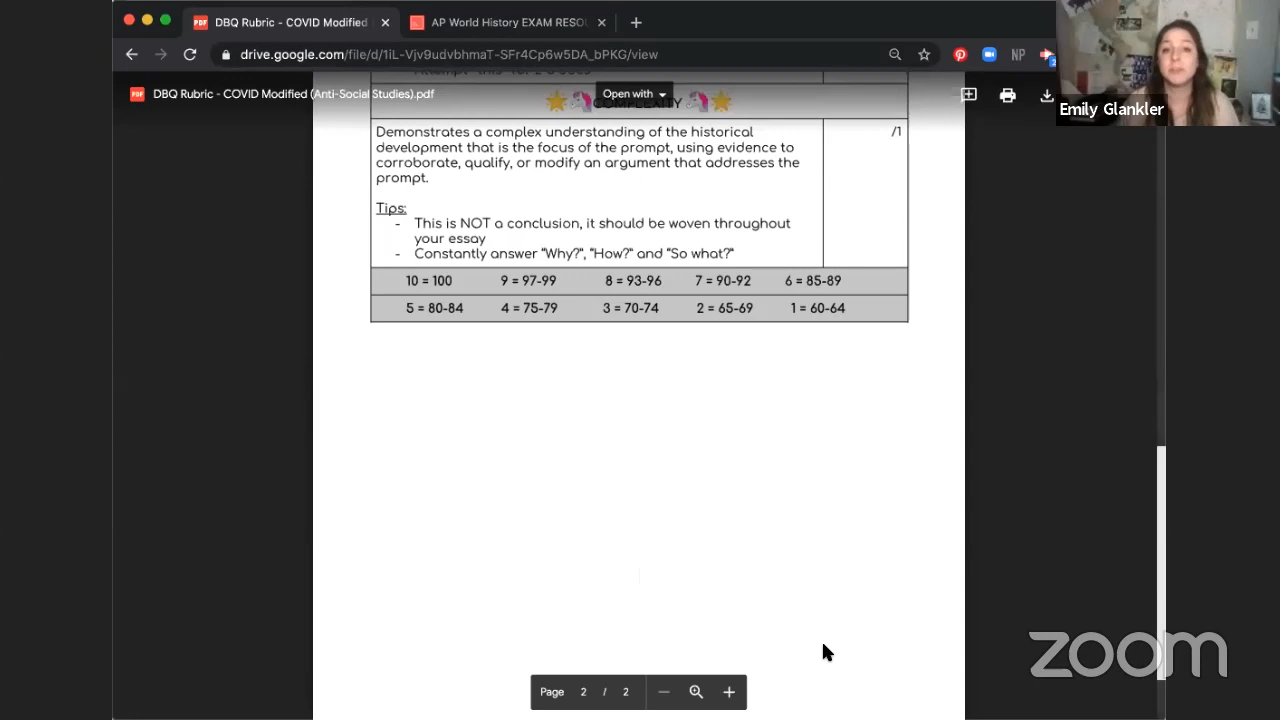 DBQ Rubric - COVID Modified
AP World History EXAM RESO
drive.google.com/file/d/1iL-Vjv9udvbhmjaT-SFr4Cp6w5DA_bPKG/view
NP
DBQ Rubric - COVID Modified (Anti-Social Studies).pdf
Open with
Emily Glankler
COMPLEXITY
Demonstrates a complex understanding of the historical
development that is the focus of the prompt, using evidence to
corroborate, qualify, or modify an argument that addresses the
prompt.
/1
Tips:
- This is NOT a conclusion, it should be woven throughout
your essay
- Constantly answer "Why?", "How?" and "So what?"
10 = 100 9 = 97-99 8 = 93-96 7 = 90-92 6 = 85-89
5 = 80-84 4 = 75-79 3 = 70-74 2 = 65-69 1 = 60-64
zoom
Page 2 / 2